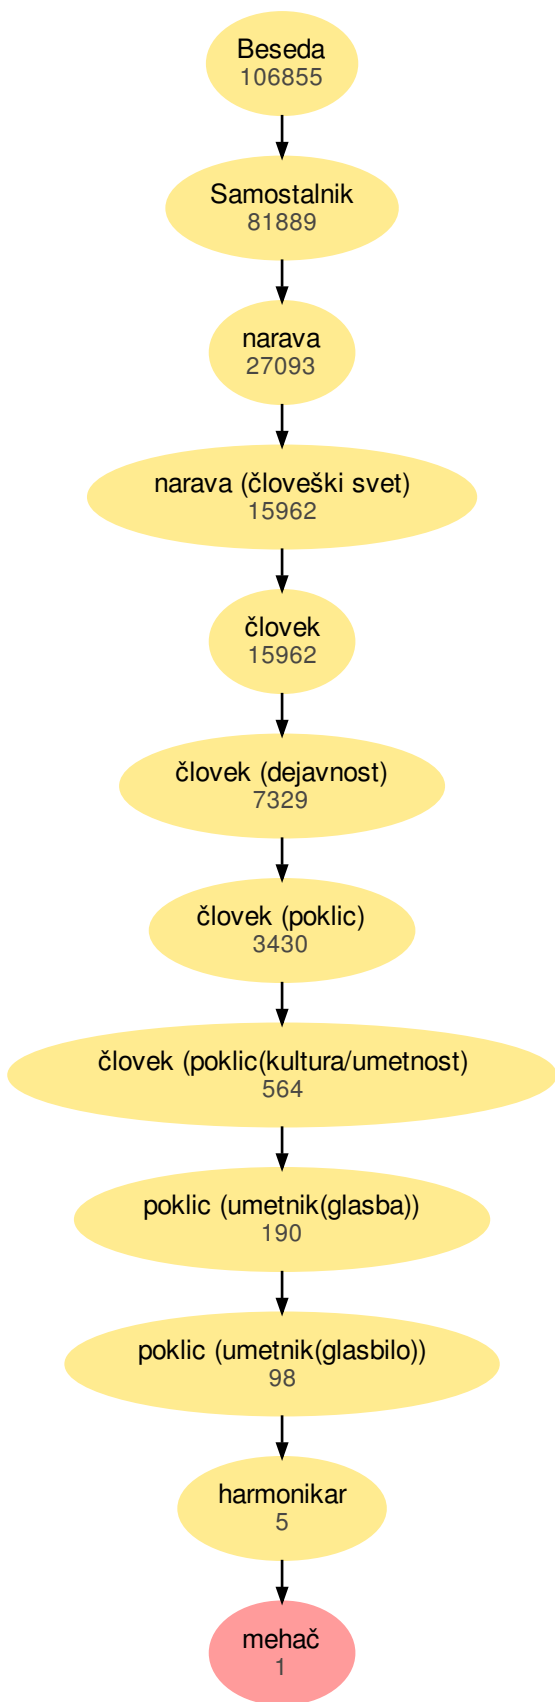 Beseda
106855
Samostalnik
81889
narava
27093
narava (človeški svet)
15962
človek
15962
človek (dejavnost)
7329
človek (poklic)
3430
človek (poklic(kultura/umetnost)
564
poklic (umetnik(glasba))
190
poklic (umetnik(glasbilo))
98
harmonikar
5
mehač
1